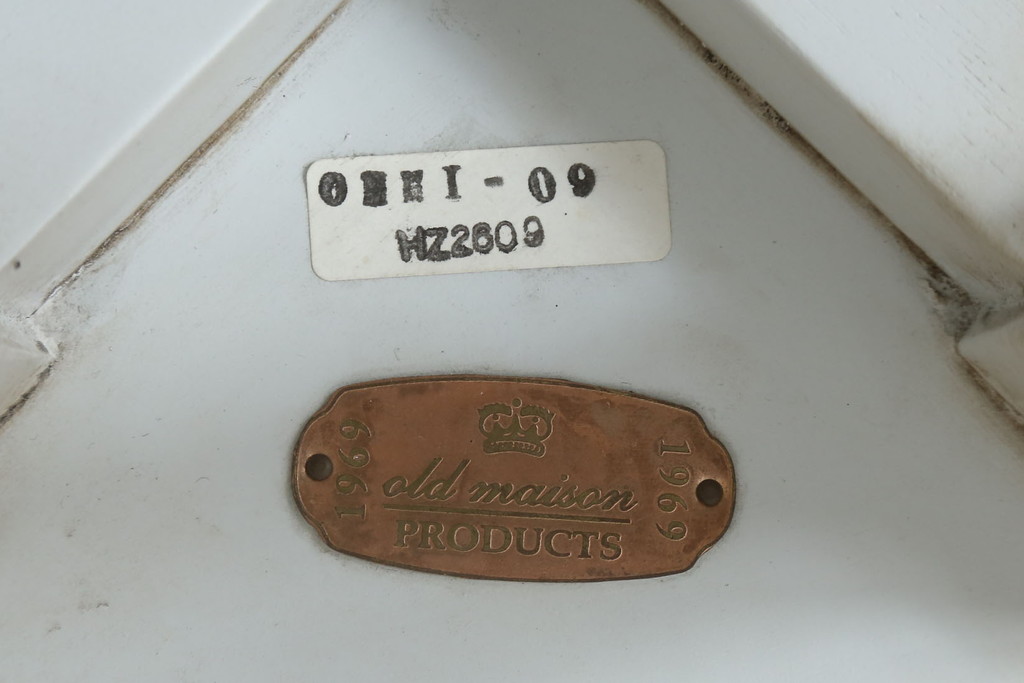 HZ2609
1969
old maison
PRODUCTS
1969